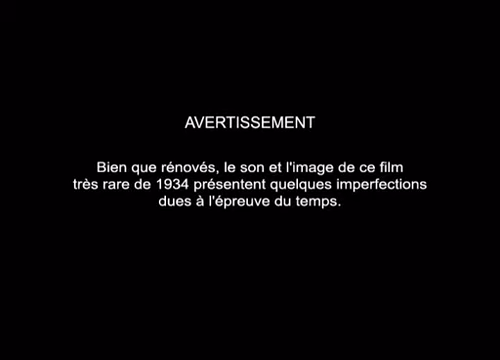 AVERTISSEMENT
Bien que rénovés, le son et l'image de ce film
très rare de 1934 présentent quelques imperfections
dues à l'épreuve du temps.